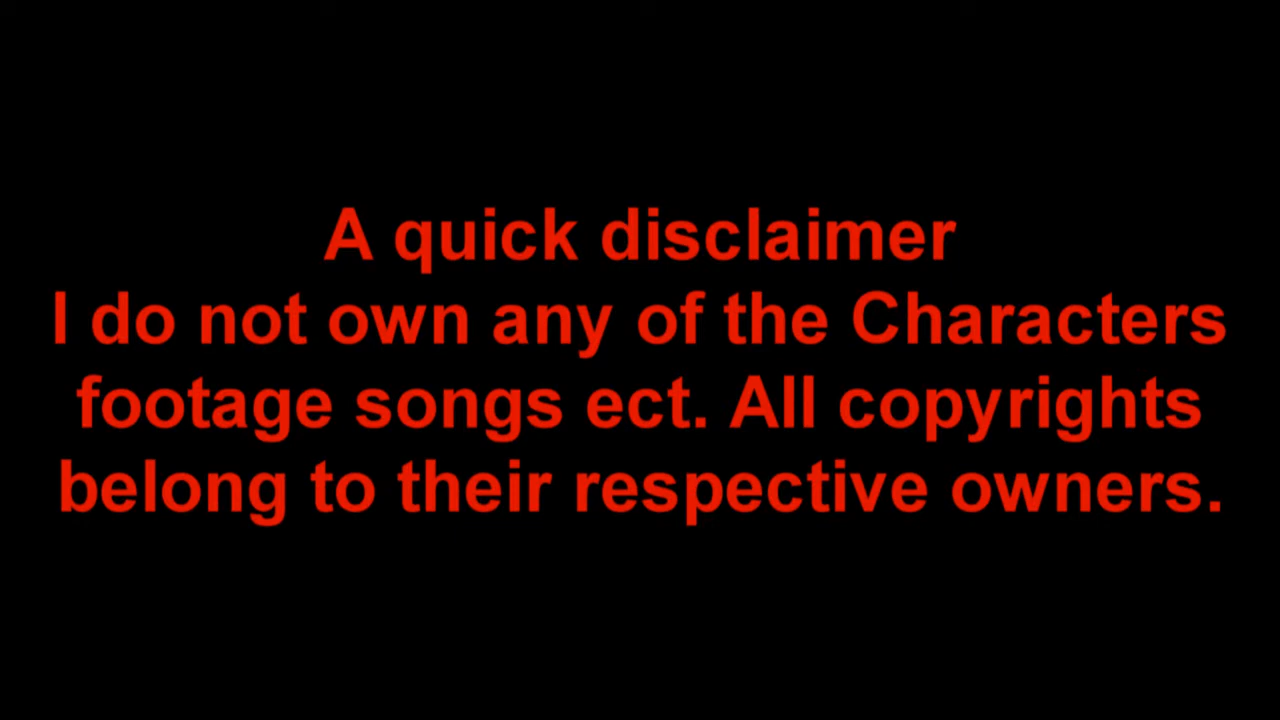 A quick disclaimer
I do not own any of the Characters
footage songs ect. All copyrights
belong to their respective owners.